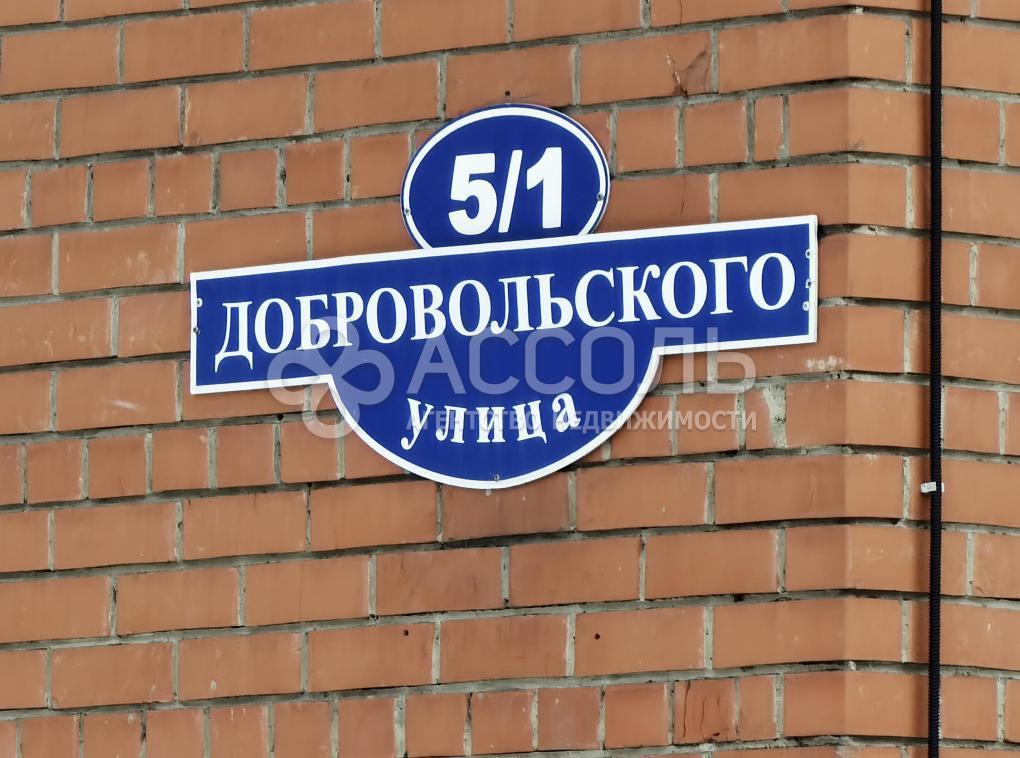 5/1
ДОБРОВОЛЬСКОГО
АССОЛЬ
улица
АГЕНТСТВО НЕДВИЖИМОСТИ